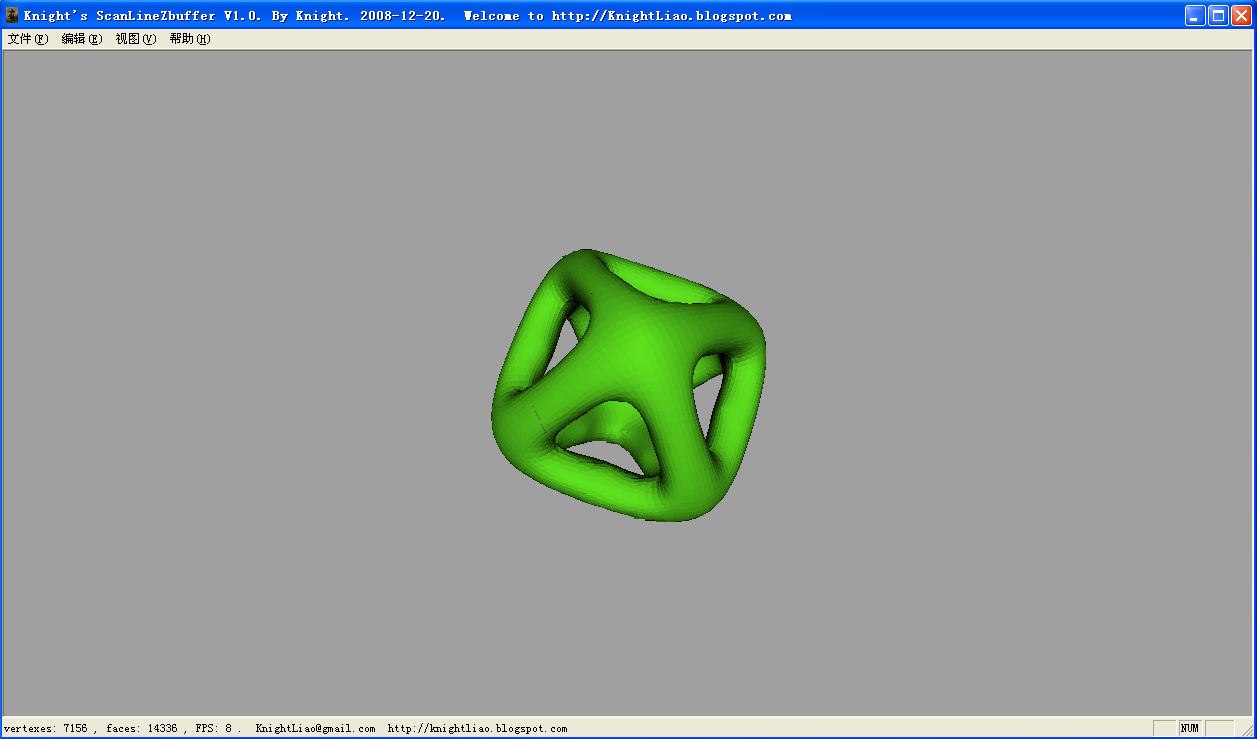 Knight's ScanLineZbuffer V1.0. By Knight. 2008-12-20.  Welcome to http://KnightLiao.blogspot.com
文件(F) 编辑(E) 视图(V) 帮助(H)
vertexes: 7156 , faces: 14336 , FPS: 8 .  KnightLiao@gmail.com  http://knightliao.blogspot.com NUM